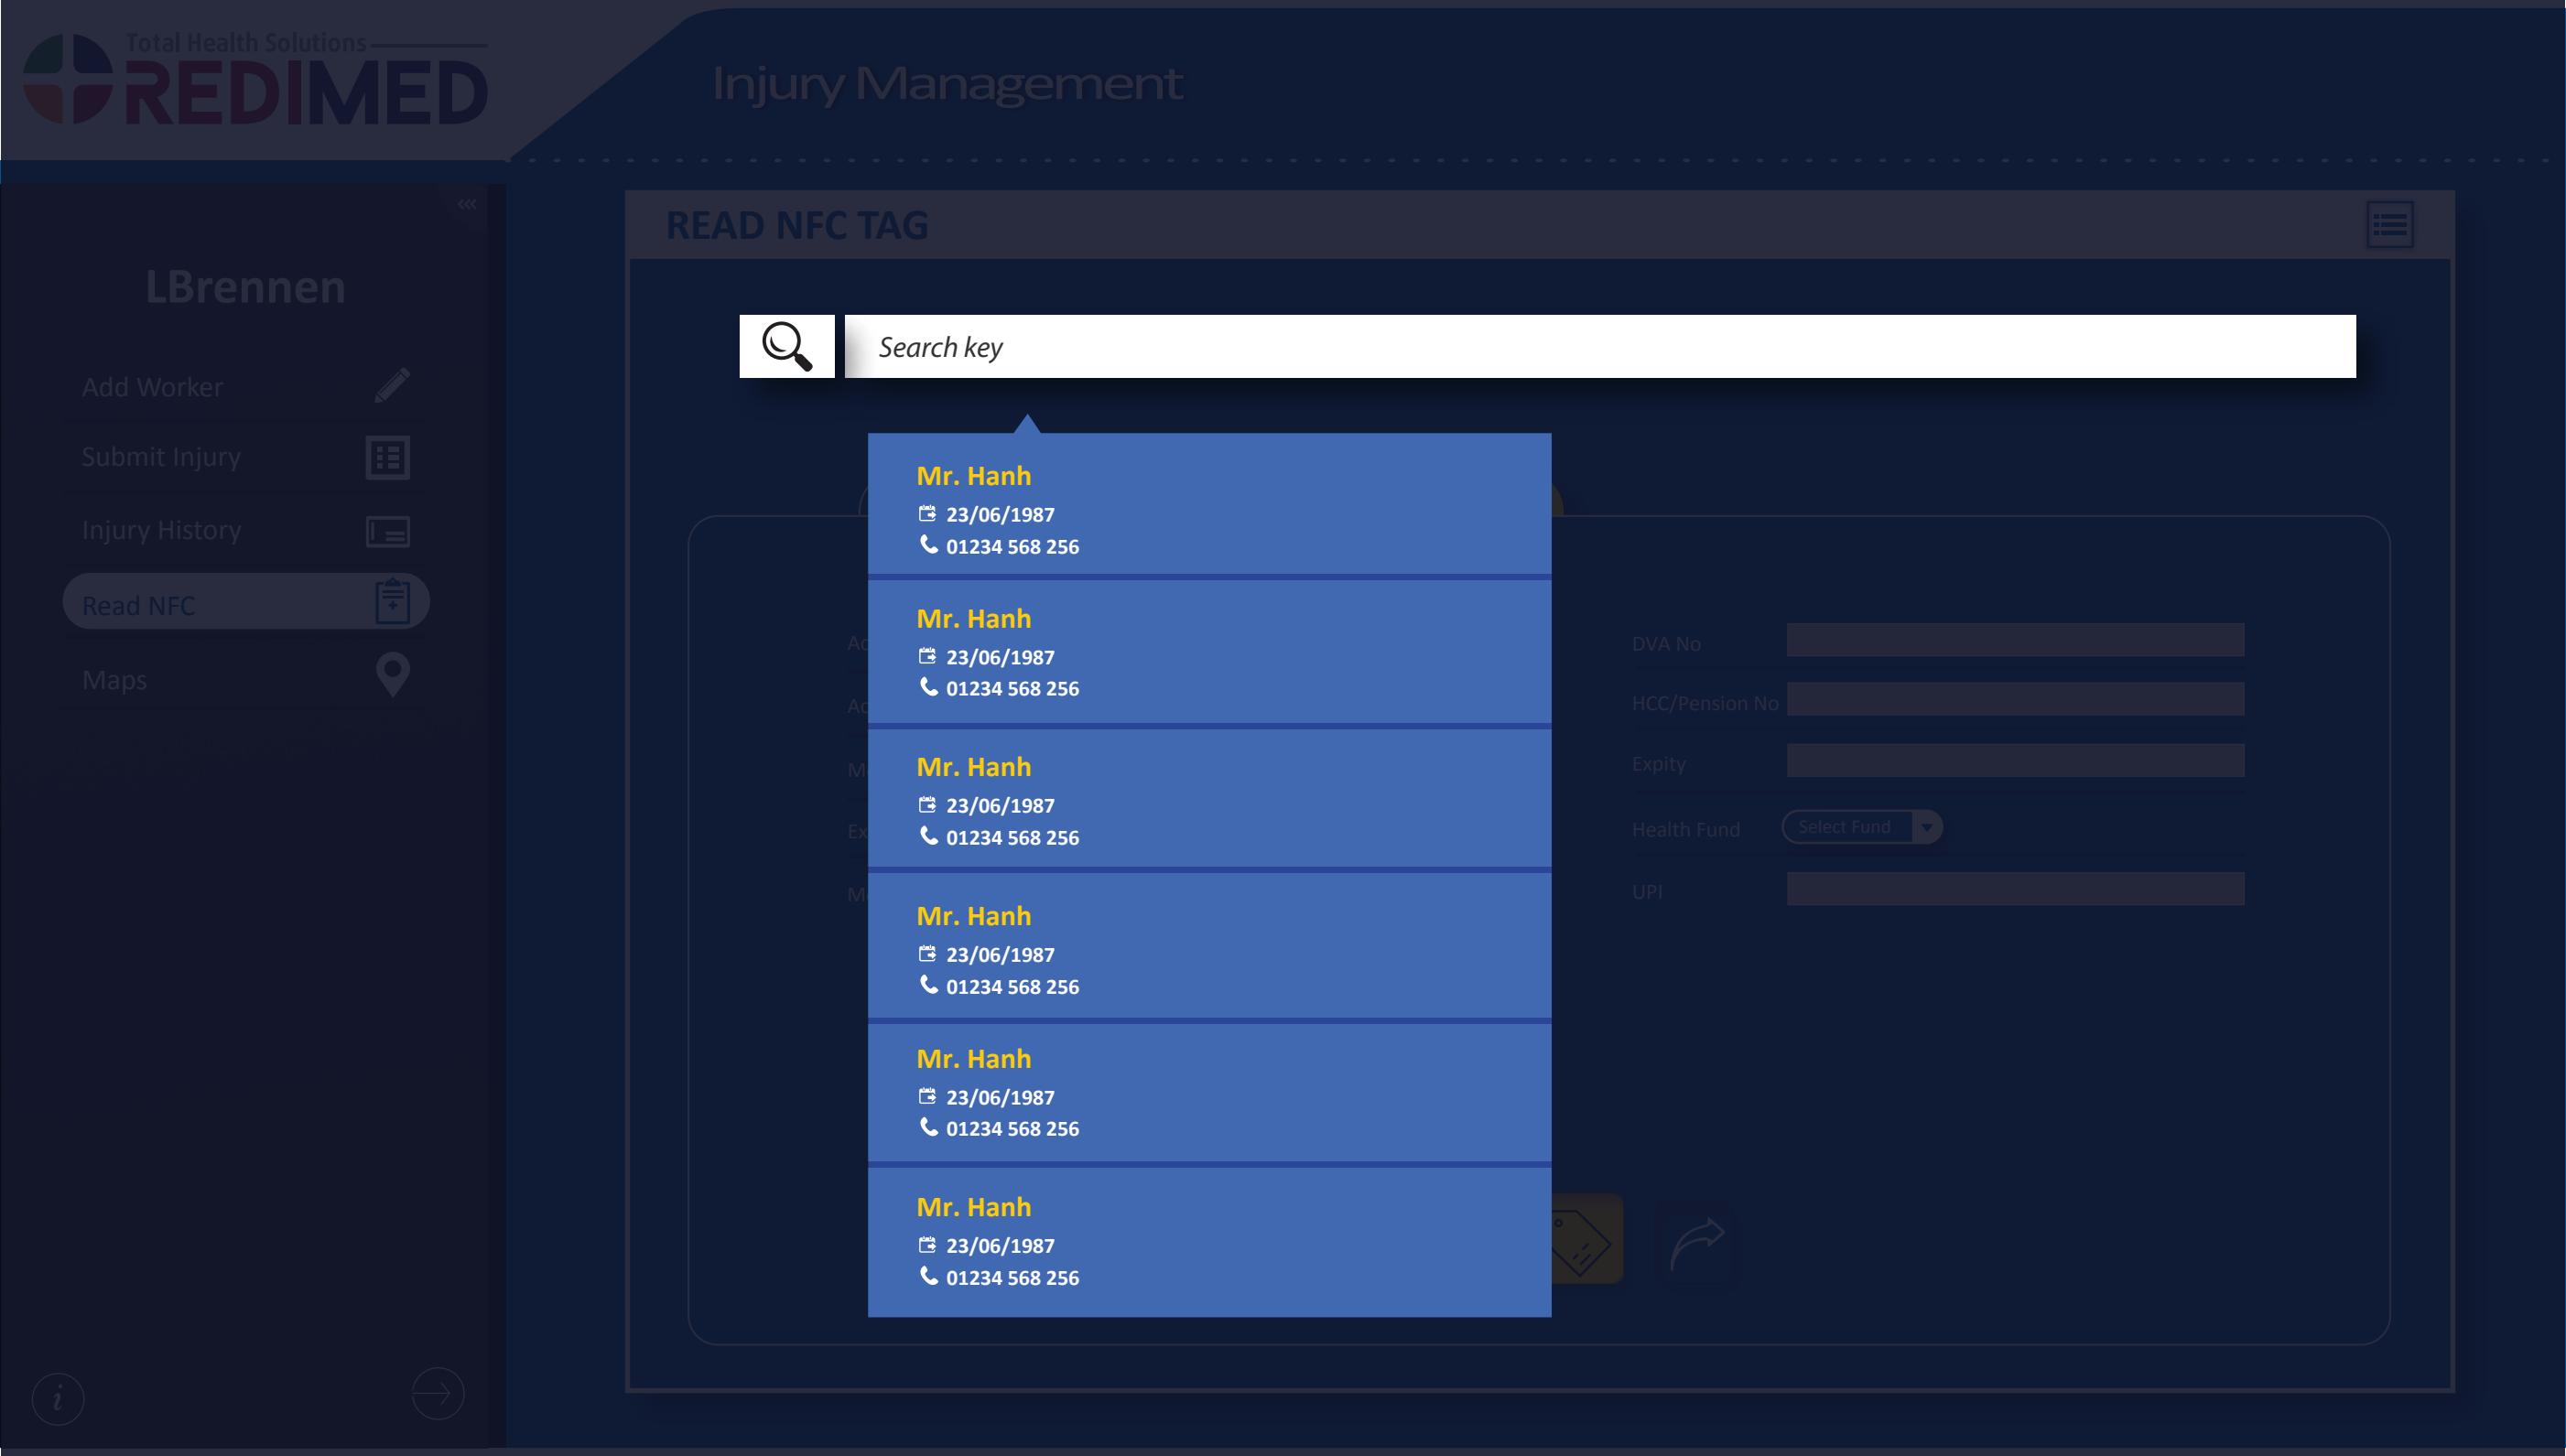 Total Health Solutions
REDIMED
Injury Management
LBrennen
Add Worker
Submit Injury
Injury History
Read NFC
Maps
READ NFC TAG
Search key
Mr. Hanh
23/06/1987
01234 568 256
Mr. Hanh
23/06/1987
01234 568 256
Mr. Hanh
23/06/1987
01234 568 256
Mr. Hanh
23/06/1987
01234 568 256
Mr. Hanh
23/06/1987
01234 568 256
Mr. Hanh
23/06/1987
01234 568 256
DVA No
HCC/Pension No
Expity
Health Fund Select Fund
UPI
i